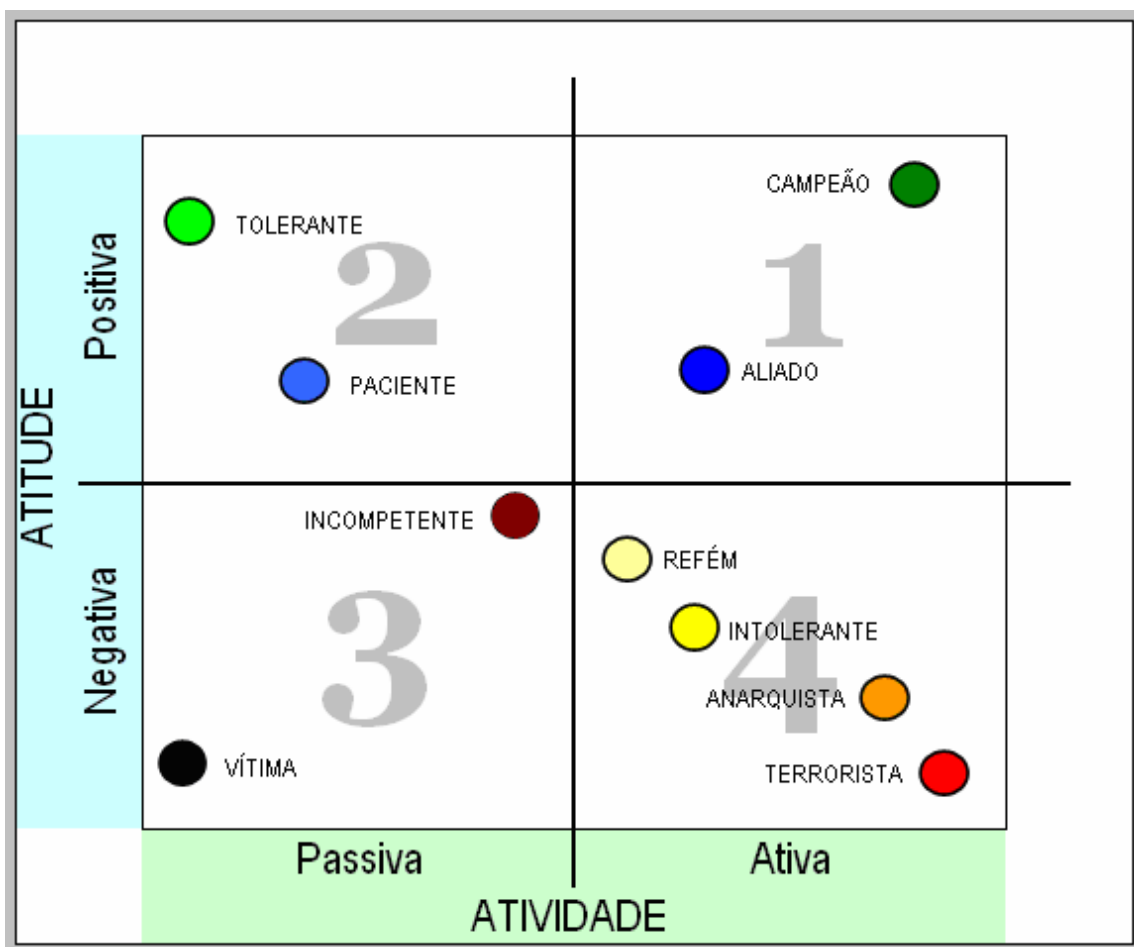 CAMPEÃO
TOLERANTE
2
1
Positiva
PACIENTE
ALIADO
ATITUDE
INCOMPETENTE
REFÉM
Negativa
3
4
INTOLERANTE
ANARQUISTA
VÍTIMA
TERRORISTA
Passiva
Ativa
ATIVIDADE